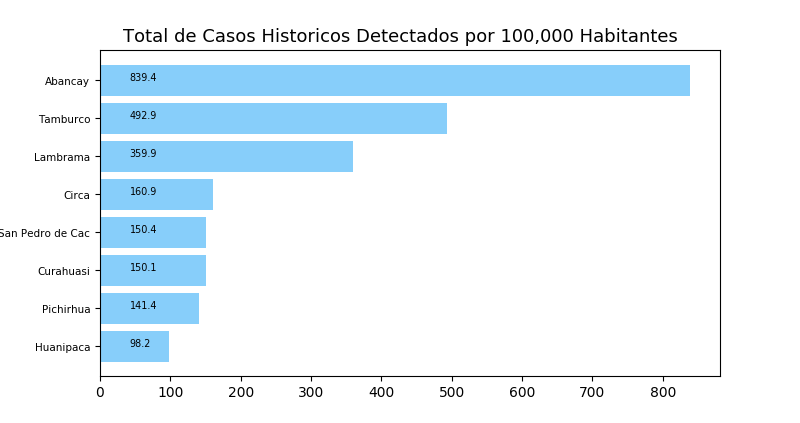 Total de Casos Historicos Detectados por 100,000 Habitantes
Abancay 839.4
Tamburco 492.9
Lambrama 359.9
Circa 160.9
San Pedro de Cac 150.4
Curahuasi 150.1
Pichirhua 141.4
Huanipaca 98.2
0 100 200 300 400 500 600 700 800